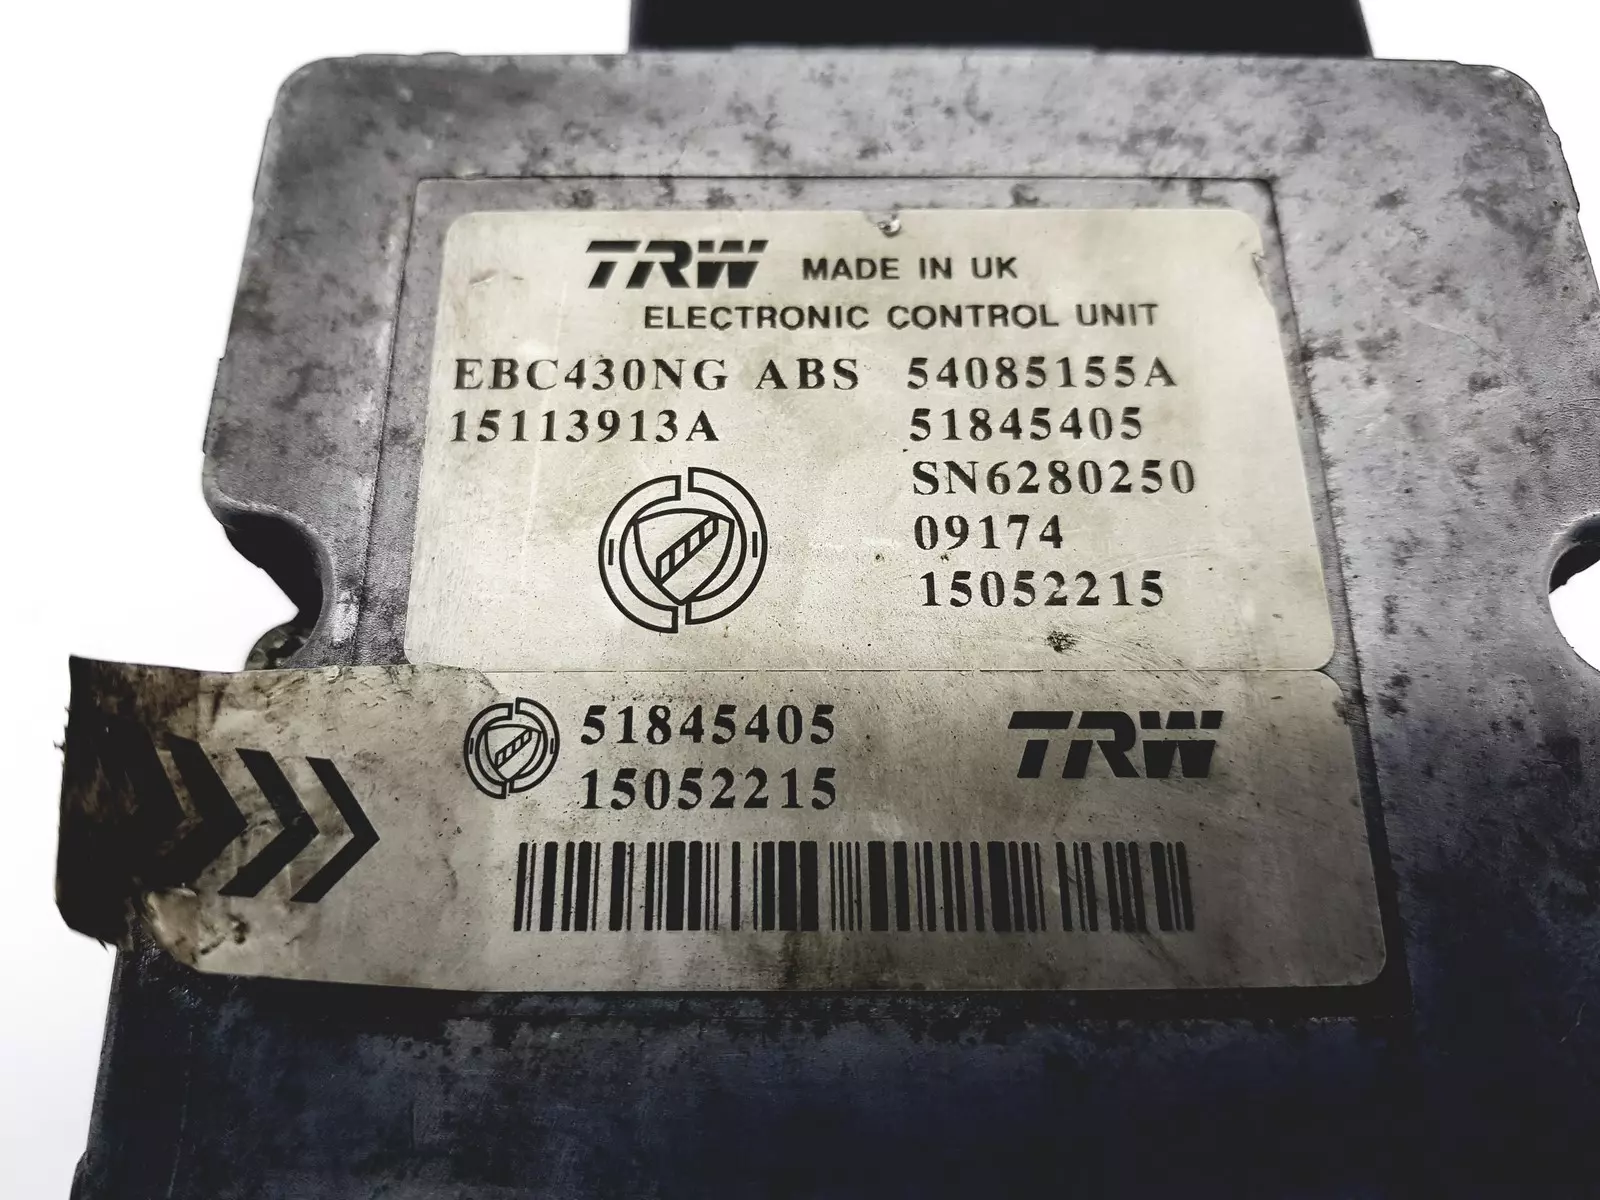 TRW MADE IN UK
ELECTRONIC CONTROL UNIT
EBC430NG ABS 54085155A
15113913A 51845405
SN6280250
09174
15052215
51845405 TRW
15052215